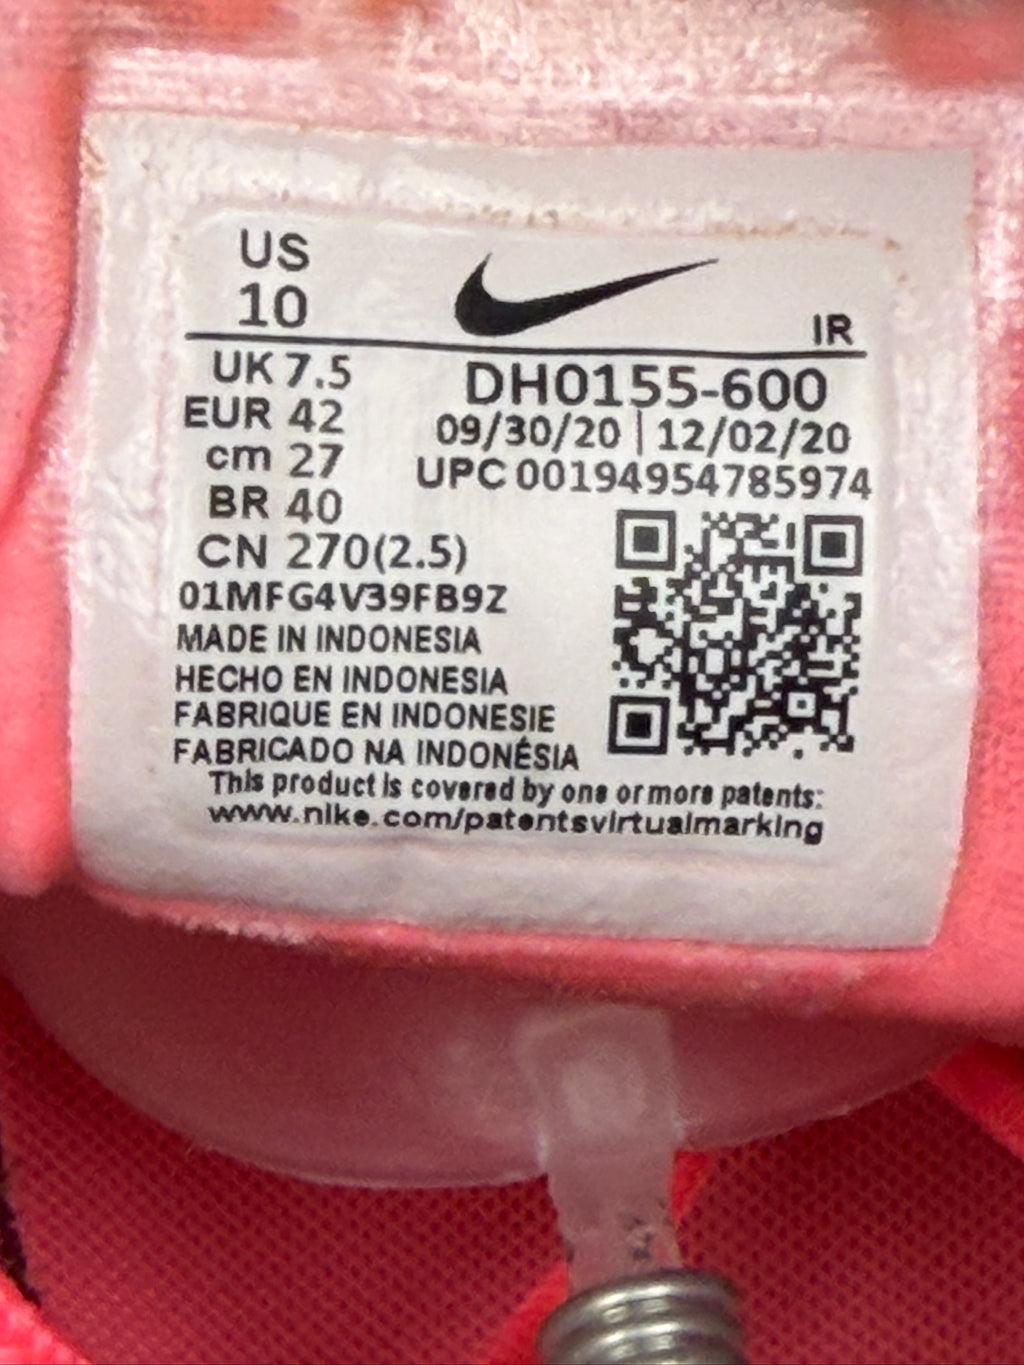 US
10
IR
UK 7.5
EUR 42
cm 27
BR 40
CN 270(2.5)
DH0155-600
09/30/20 | 12/02/20
UPC 00194954785974
01MFG4V39FB9Z
MADE IN INDONESIA
HECHO EN INDONESIA
FABRIQUE EN INDONESIE
FABRICADO NA INDONÉSIA
This product is covered by one or more patents:
www.nike.com/patentsvirtualmarking